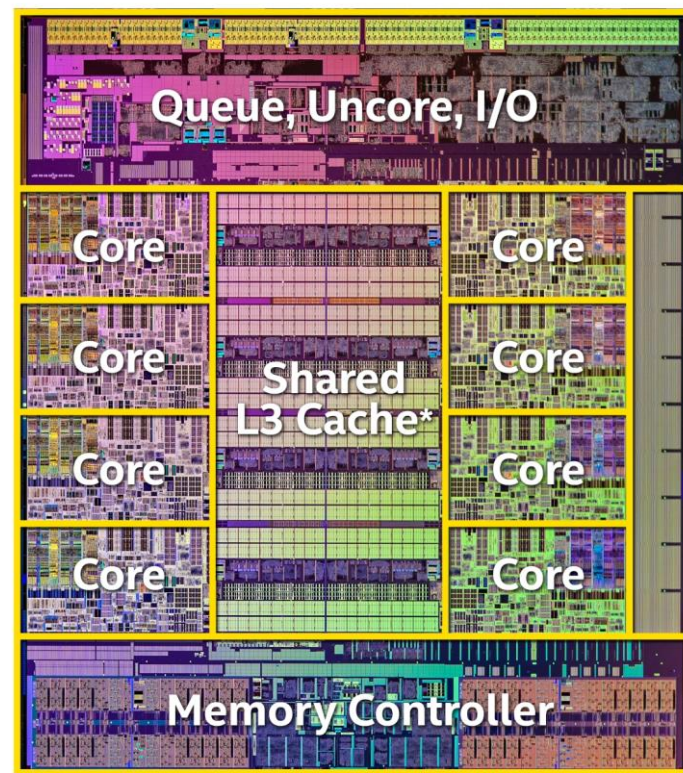 Queue, Uncore, I/O
Core
Core
Core
Core
Shared
L3 Cache*
Core
Core
Core
Core
Memory Controller